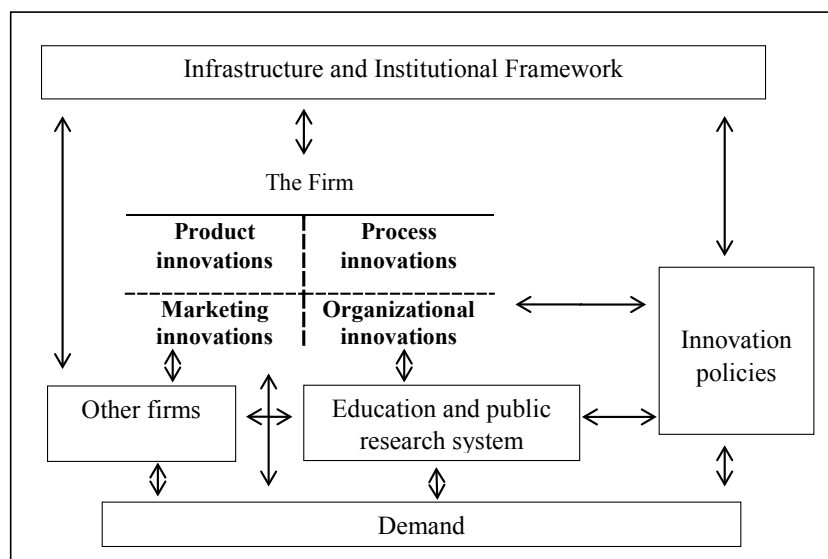 Infrastructure and Institutional Framework
The Firm
Product
innovations
Process
innovations
Marketing
innovations
Organizational
innovations
Innovation
policies
Other firms
Education and public
research system
Demand